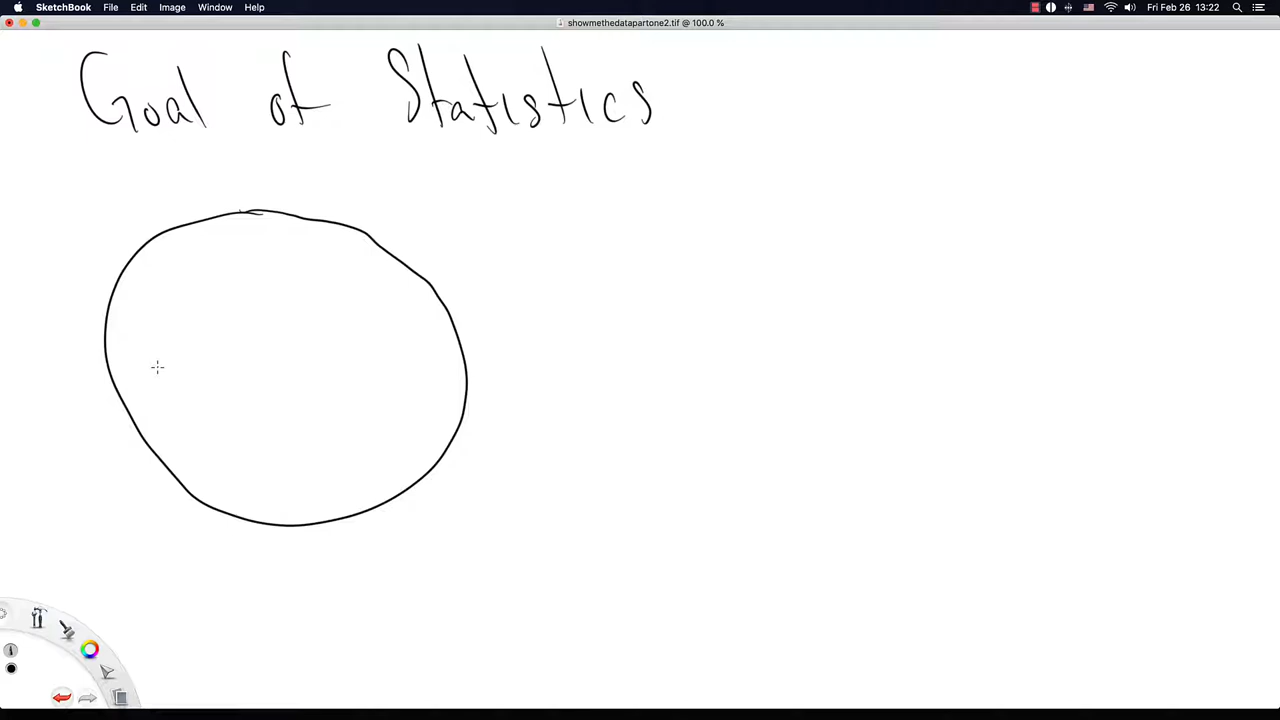 SketchBook File Edit Image Window Help Fri Feb 26 13:22
showmethedatapartone2.tif @ 100.0 %
Goal of Statistics